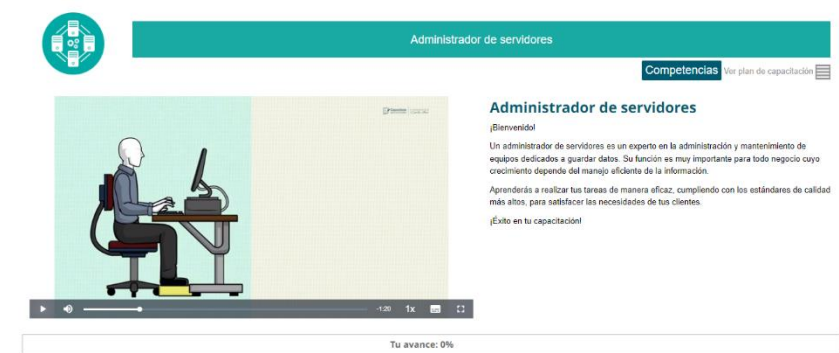 Administrador de servidores
Competencias Ver plan de capacitación
Administrador de servidores
¡Bienvenido!
Un administrador de servidores es un experto en la administración y mantenimiento de
equipos dedicados a guardar datos. Su función es muy importante para todo negocio cuyo
crecimiento depende del manejo eficiente de la información.
Aprenderás a realizar tus tareas de manera eficaz, cumpliendo con los estándares de calidad
más altos, para satisfacer las necesidades de tus clientes.
¡Éxito en tu capacitación!
-1:20 1x
Tu avance: 0%